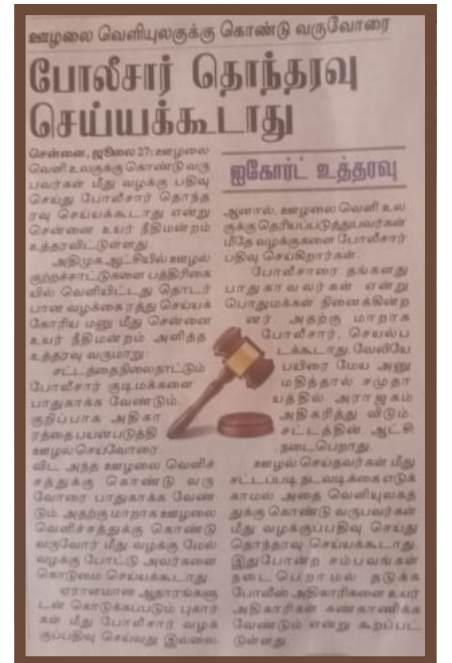 ஊழலை வெளியுலகுக்கு கொண்டு வருவோரை
போலீசார் தொந்தரவு
செய்யக்கூடாது
சென்னை, ஜூலை 27: ஊழலை
வெளி உலகுக்கு கொண்டு வரு
பவர்கள் மீது வழக்கு பதிவு
செய்து போலீசார் தொந்த
ரவு செய்யக்கூடாது என்று
சென்னை உயர் நீதிமன்றம்
உத்தரவிட்டுள்ளது.
அதிமுக ஆட்சியில் ஊழல்
குற்றச்சாட்டுகளை பத்திரிகை
யில் வெளியிட்டது தொடர்
பான வழக்கை ரத்து செய்யக்
கோரிய மனு மீது சென்னை
உயர் நீதிமன்றம் அளித்த
உத்தரவு வருமாறு:
சட்டத்தை நிலைநாட்டும்
போலீசார் குடிமக்களை
பாதுகாக்க வேண்டும்.
குறிப்பாக அதிகா
ரத்தை பயன்படுத்தி
ஊழல் செய்வோரை
விட அந்த ஊழலை வெளிச்
சத்துக்கு கொண்டு வரு
வோரை பாதுகாக்க வேண்
டும். அதற்கு மாறாக ஊழலை
வெளிச்சத்துக்கு கொண்டு
வருவோர் மீது வழக்கு மேல்
வழக்கு போட்டு அவர்களை
கொடுமை செய்யக்கூடாது.
ஏராளமான ஆதாரங்களு
டன் கொடுக்கப்படும் புகார்
கள் மீது போலீசார் வழக்
குப்பதிவு செய்வது இல்லை.
ஐகோர்ட் உத்தரவு
ஆனால், ஊழலை வெளி உல
குக்கு தெரியப்படுத்துபவர்கள்
மீதே வழக்குகளை போலீசார்
பதிவு செய்கிறார்கள்.
போலீசாரை தங்களது
பாதுகாவலர்கள் என்று
பொதுமக்கள் நினைக்கின்ற
னர். அதற்கு மாறாக
போலீசார், செயல்ப
டக்கூடாது. வேலியே
பயிரை மேய அனு
மதித்தால் சமுதா
யத்தில் அராஜகம்
அதிகரித்து விடும்.
சட்டத்தின் ஆட்சி
நடைபெறாது.
ஊழல் செய்தவர்கள் மீது
சட்டப்படி நடவடிக்கை எடுக்
காமல் அதை வெளியுலகத்
துக்கு கொண்டு வருபவர்கள்
மீது வழக்குப்பதிவு செய்து
தொந்தரவு செய்யக்கூடாது.
இதுபோன்ற சம்பவங்கள்
நடைபெறாமல் தடுக்க
போலீஸ் அதிகாரிகளை உயர்
அதிகாரிகள் கண்காணிக்க
வேண்டும் என்று கூறப்பட்
டுள்ளது.